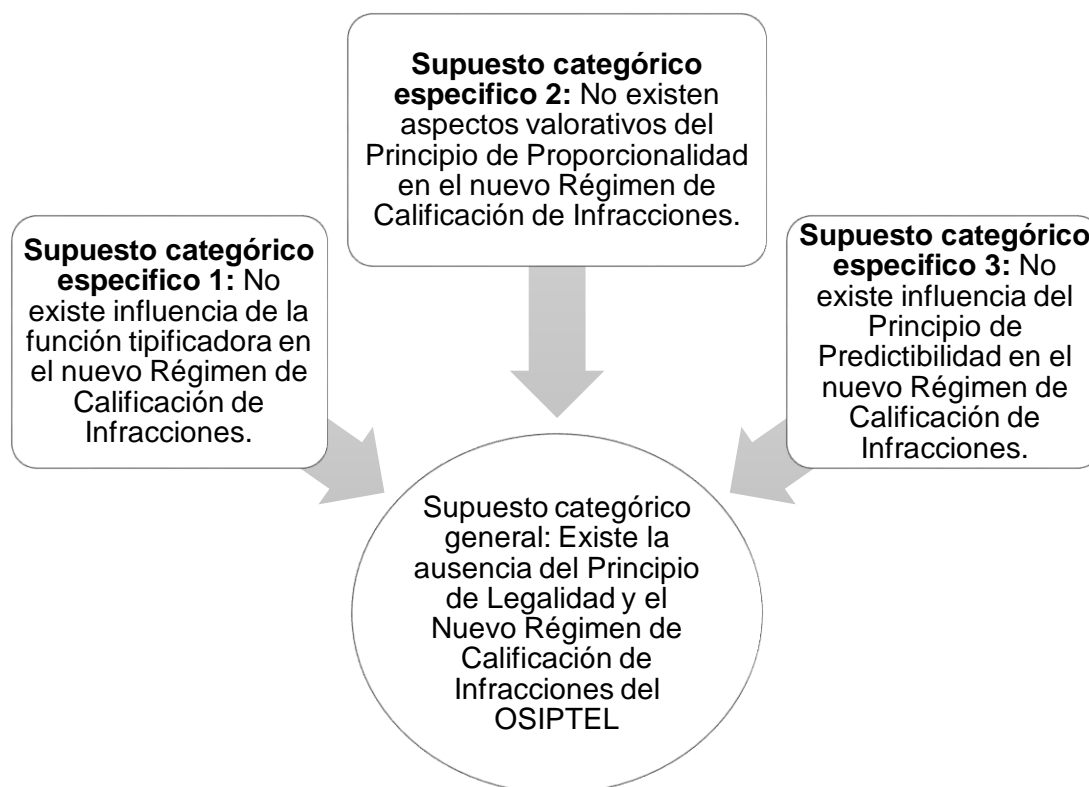 Supuesto categórico
especifico 2: No existen
aspectos valorativos del
Principio de Proporcionalidad
en el nuevo Régimen de
Calificación de Infracciones.
Supuesto categórico
especifico 1: No
existe influencia de la
función tipificadora en
el nuevo Régimen de
Calificación de
Infracciones.
Supuesto categórico
especifico 3: No
existe influencia del
Principio de
Predictibilidad en el
nuevo Régimen de
Calificación de
Infracciones.
Supuesto categórico
general: Existe la
ausencia del Principio
de Legalidad y el
Nuevo Régimen de
Calificación de
Infracciones del
OSIPTEL